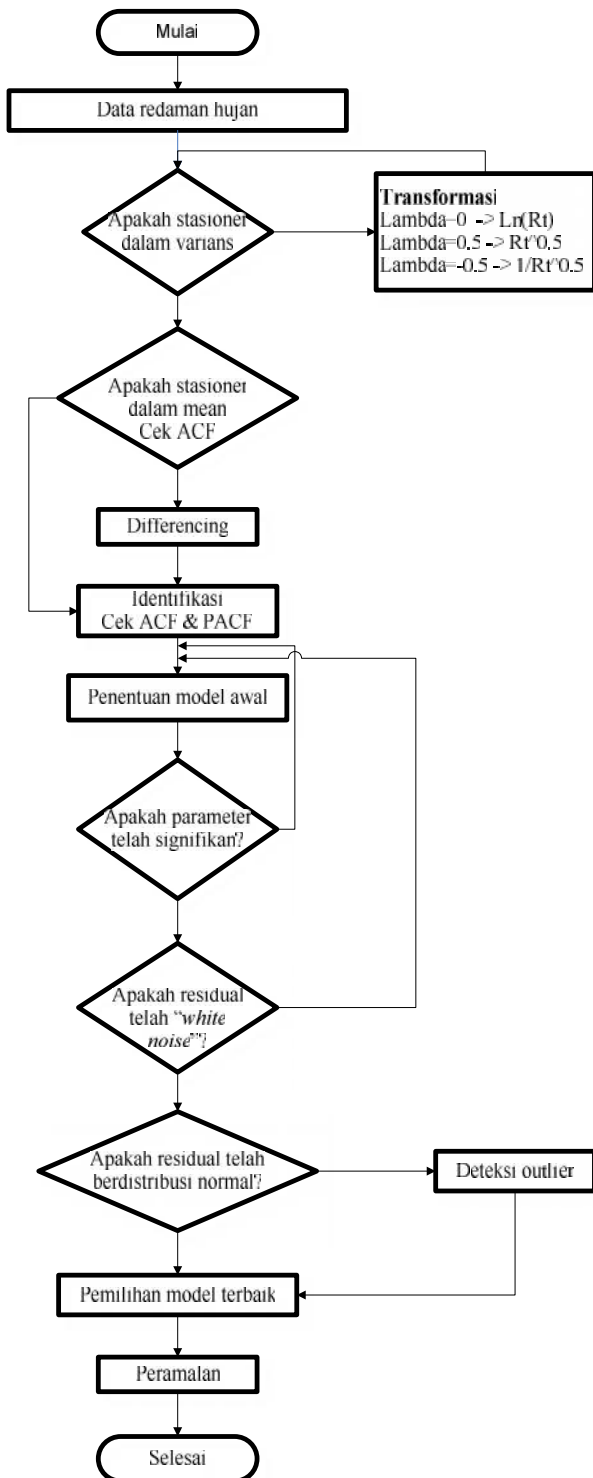 Mulai
Data redaman hujan
Apakah stasioner
dalam varians
Transformasi
Lambda=0 -> Ln(Rt)
Lambda=0.5 -> Rt^0.5
Lambda=-0.5 -> 1/Rt^0.5
Apakah stasioner
dalam mean
Cek ACF
Differencing
Identifikasi
Cek ACF & PACF
Penentuan model awal
Apakah parameter
telah signifikan?
Apakah residual
telah “white
noise”?
Apakah residual telah
berdistribusi normal?
Deteksi outlier
Pemilihan model terbaik
Peramalan
Selesai